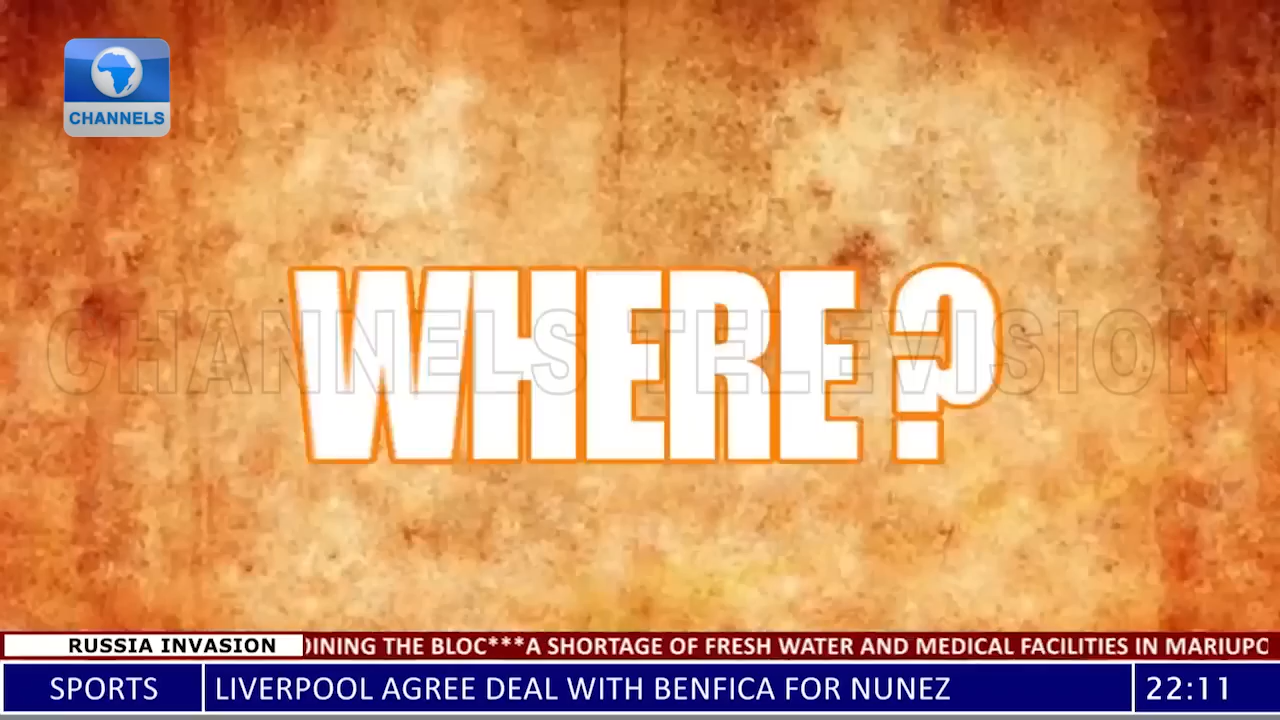 CHANNELS
WHERE?
CHANNELS TELEVISION
RUSSIA INVASION
OINING THE BLOC***A SHORTAGE OF FRESH WATER AND MEDICAL FACILITIES IN MARIUPO
SPORTS
LIVERPOOL AGREE DEAL WITH BENFICA FOR NUNEZ
22:11